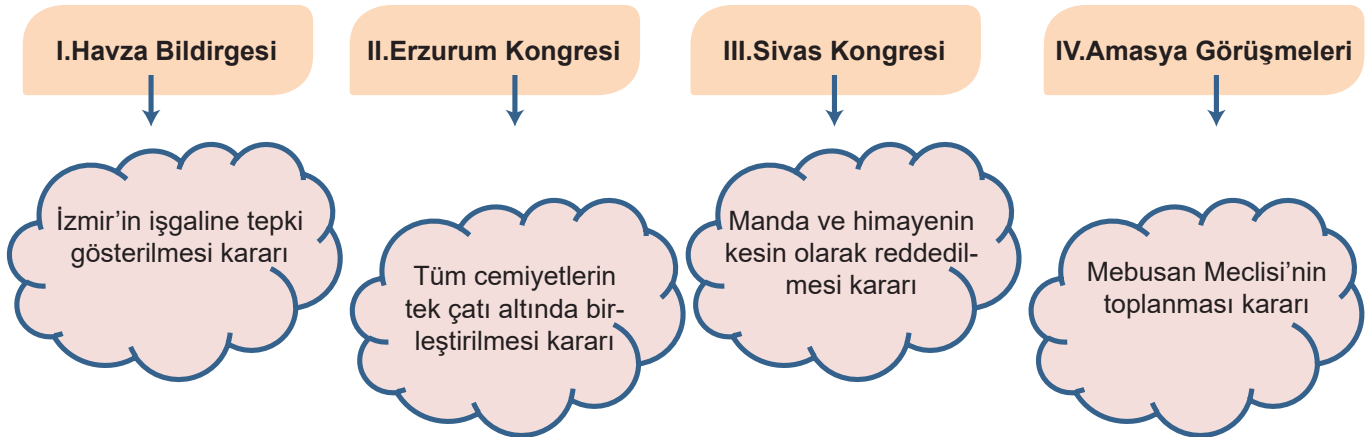 I.Havza Bildirgesi
İzmir’in işgaline tepki
gösterilmesi kararı
II.Erzurum Kongresi
Tüm cemiyetlerin
tek çatı altında bir-
leştirilmesi kararı
III.Sivas Kongresi
Manda ve himayenin
kesin olarak reddedil-
mesi kararı
IV.Amasya Görüşmeleri
Mebusan Meclisi’nin
toplanması kararı